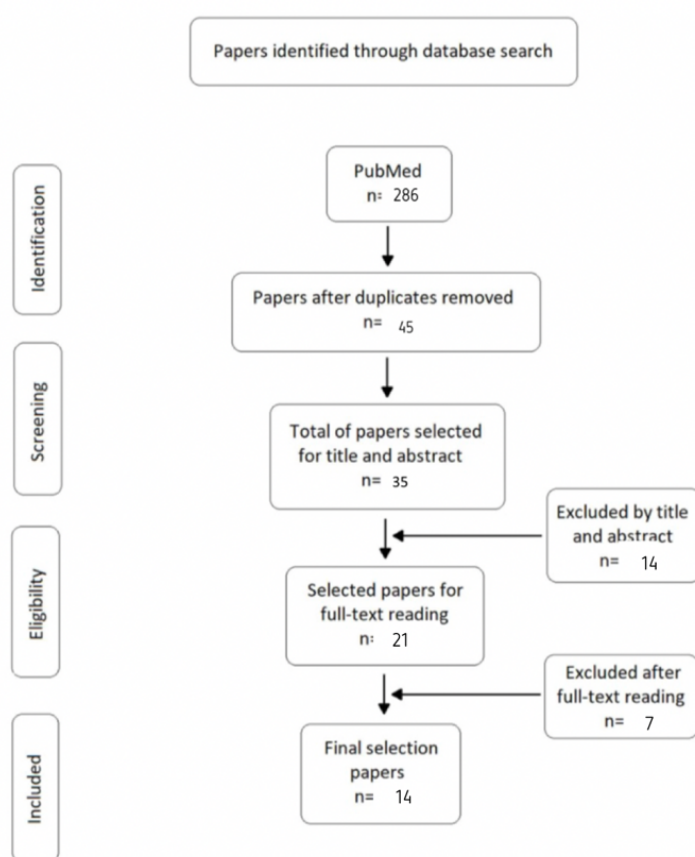 Papers identified through database search
Identification
PubMed
n: 286
Papers after duplicates removed
n= 45
Screening
Total of papers selected
for title and abstract
n= 35
Excluded by title
and abstract
n= 14
Eligibility
Selected papers for
full-text reading
n: 21
Excluded after
full-text reading
n= 7
Included
Final selection
papers
n= 14